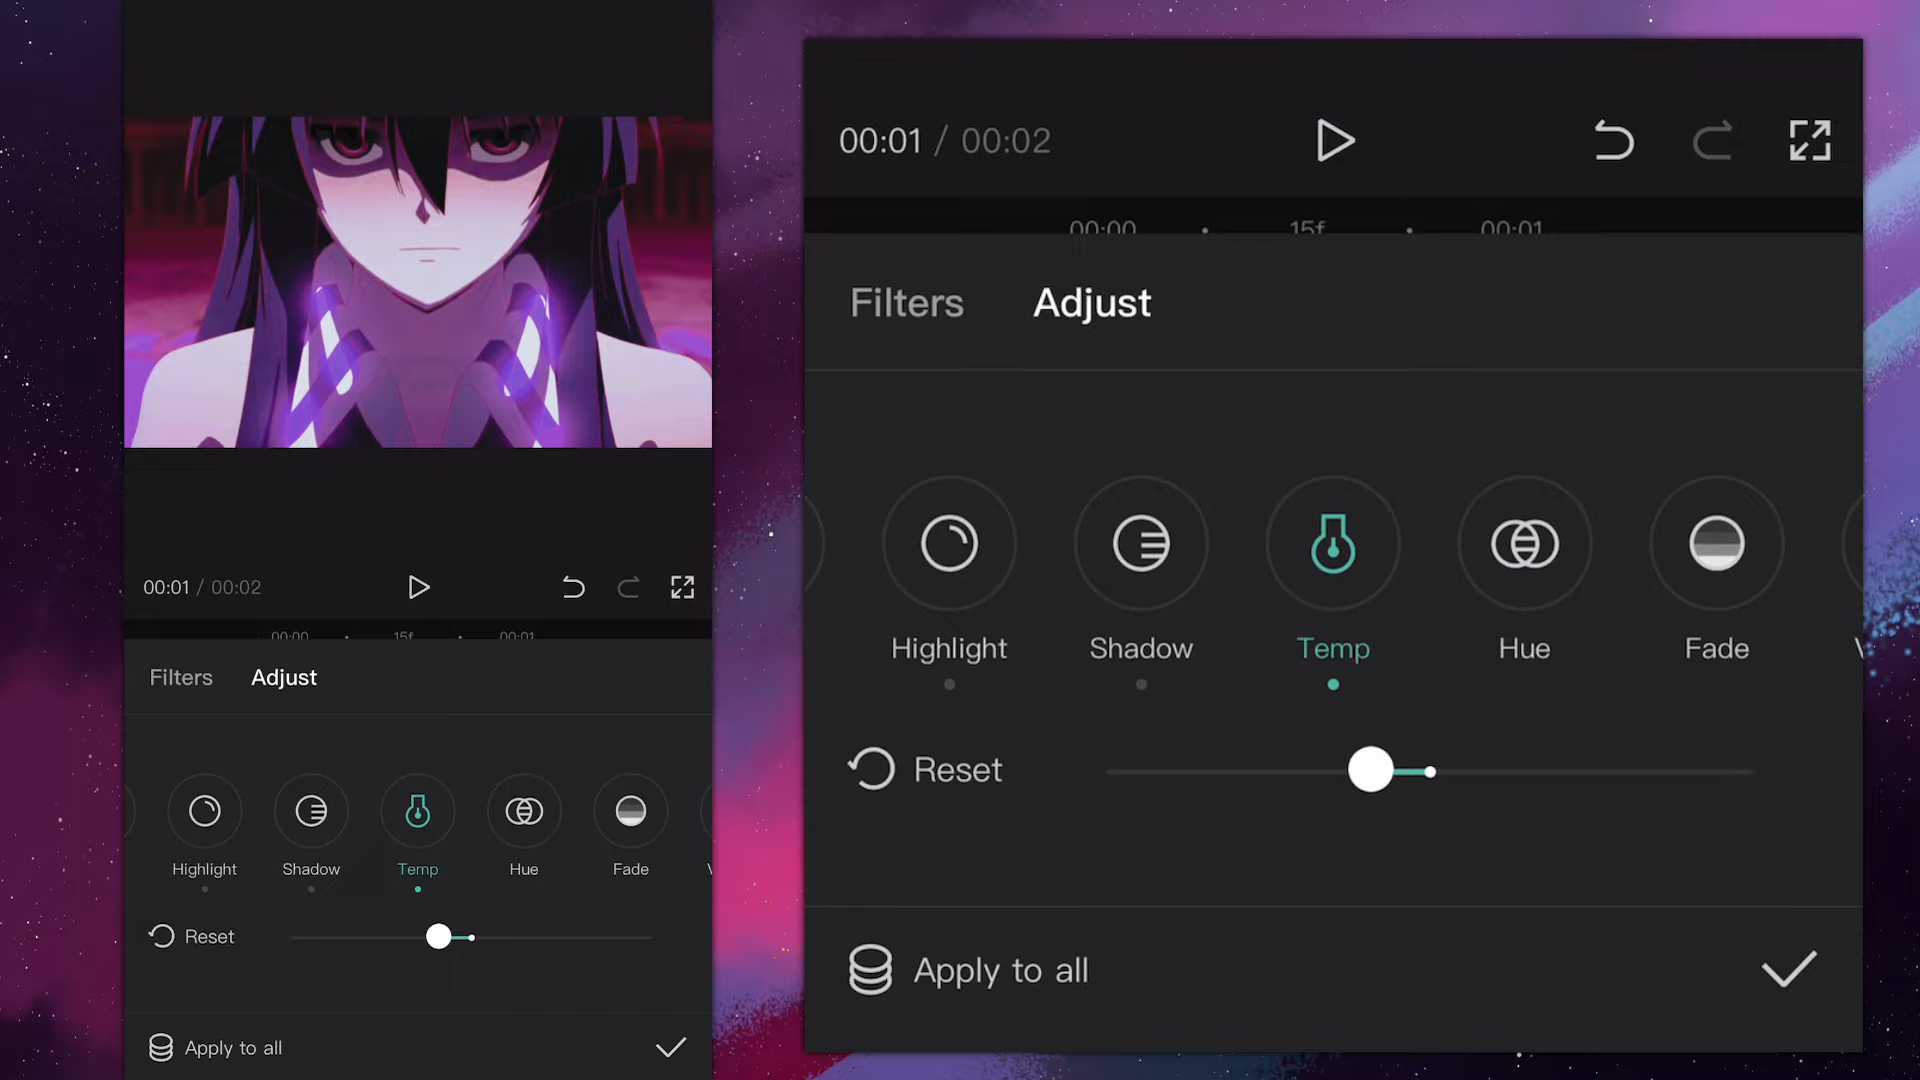 00:01 / 00:02
00:00 15f 00:01
Filters Adjust
Highlight Shadow Temp Hue Fade
Reset
Apply to all
00:01 / 00:02
00:00 15f 00:01
Filters Adjust
Highlight Shadow Temp Hue Fade
Reset
Apply to all